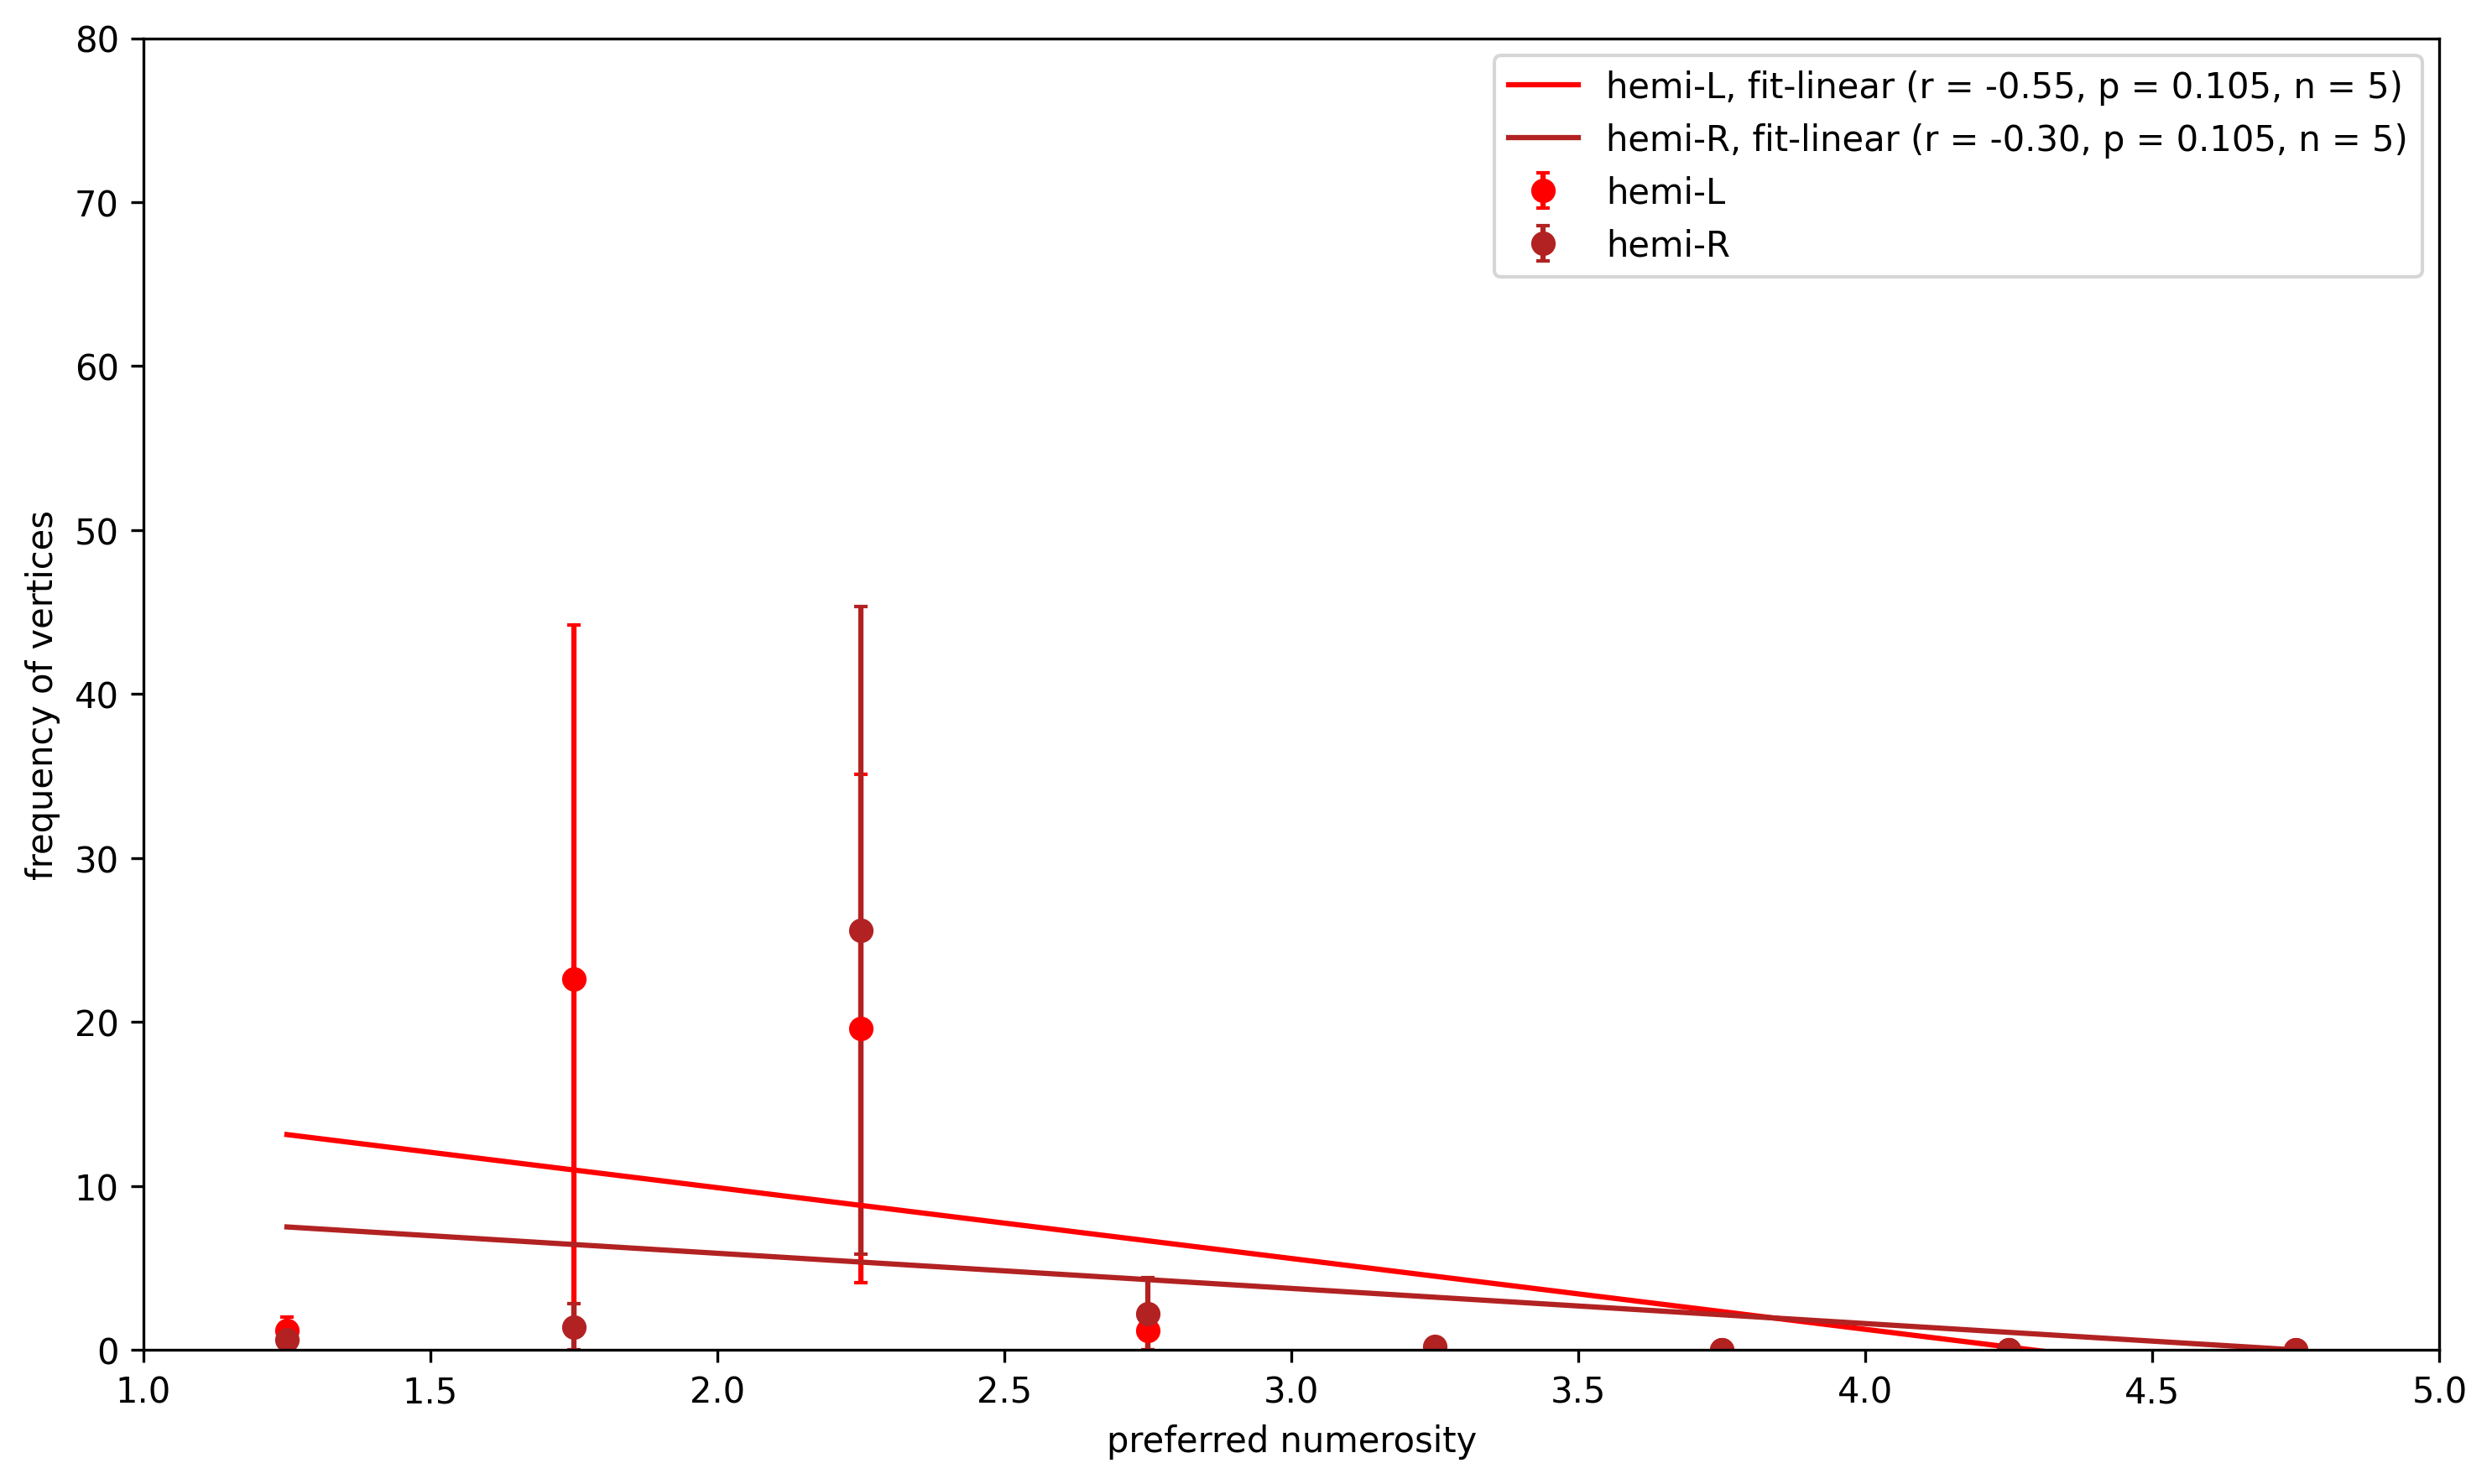 80
70
60
50
40
30
20
10
0
frequency of vertices
hemi-L, fit-linear (r = -0.55, p = 0.105, n = 5)
hemi-R, fit-linear (r = -0.30, p = 0.105, n = 5)
hemi-L
hemi-R
1.0 1.5 2.0 2.5 3.0 3.5 4.0 4.5 5.0
preferred numerosity